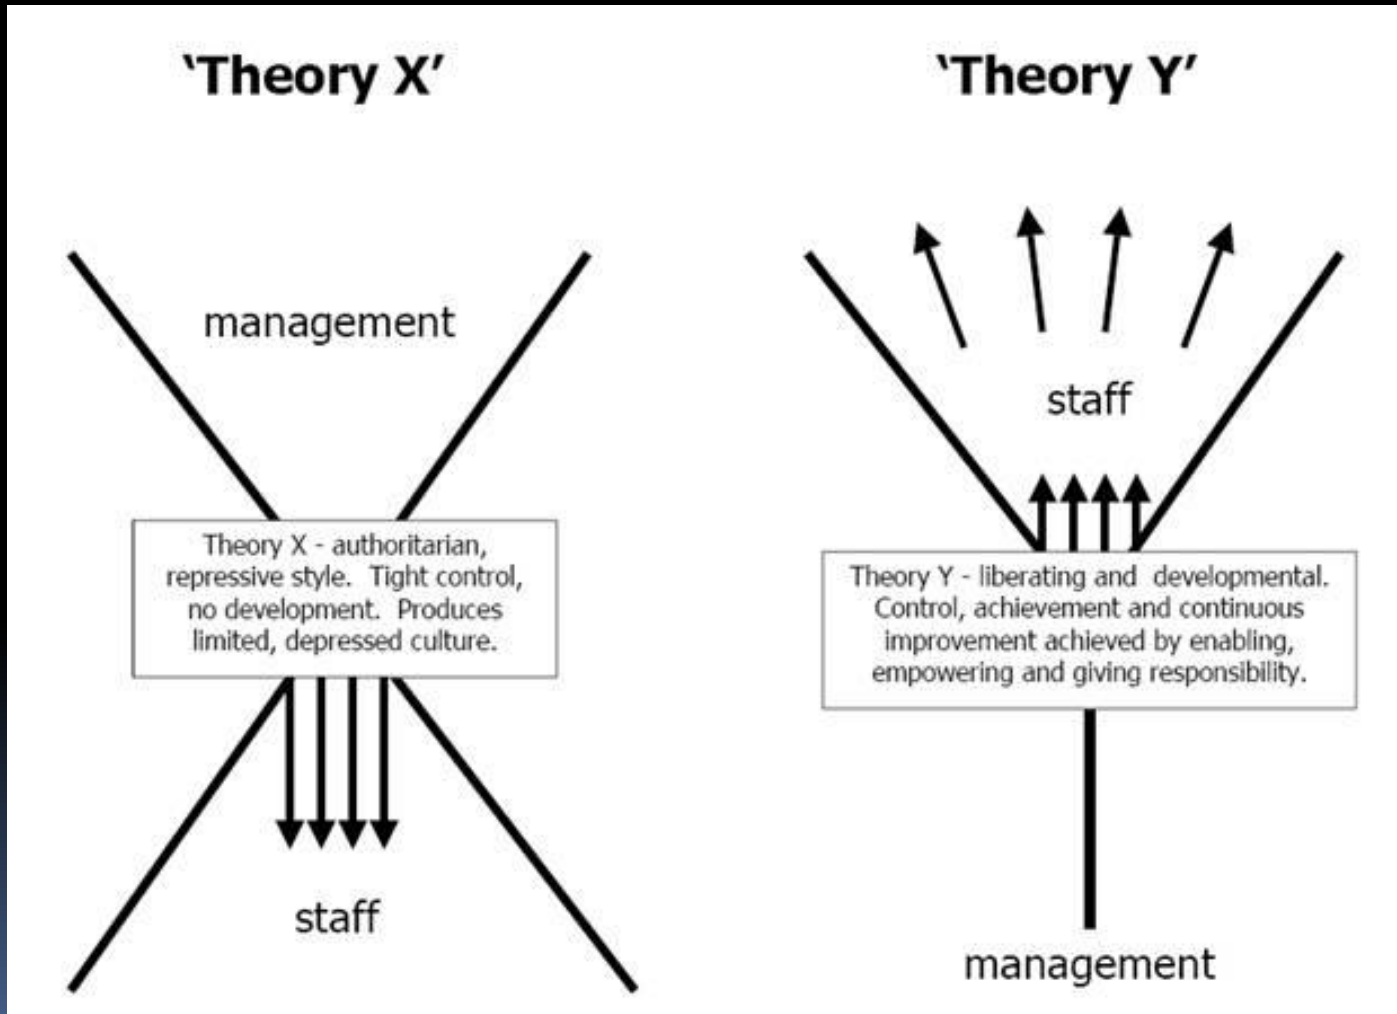 ‘Theory X’
management
Theory X - authoritarian,
repressive style.  Tight control,
no development.  Produces
limited, depressed culture.
staff
‘Theory Y’
staff
Theory Y - liberating and  developmental.
Control, achievement and continuous
improvement achieved by enabling,
empowering and giving responsibility.
management